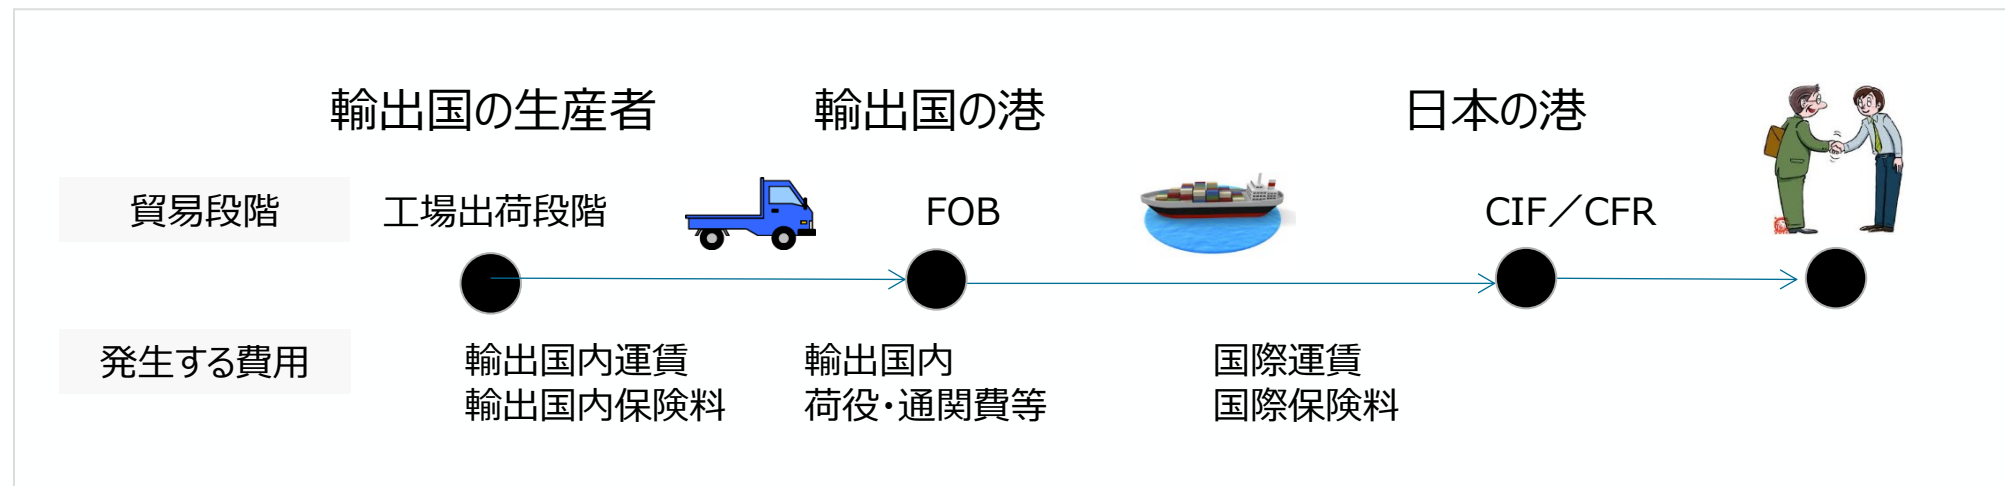 輸出国の生産者 輸出国の港 日本の港
貿易段階 工場出荷段階 FOB CIF／CFR
発生する費用
輸出国内運賃
輸出国内保険料
輸出国内
荷役・通関費等
国際運賃
国際保険料